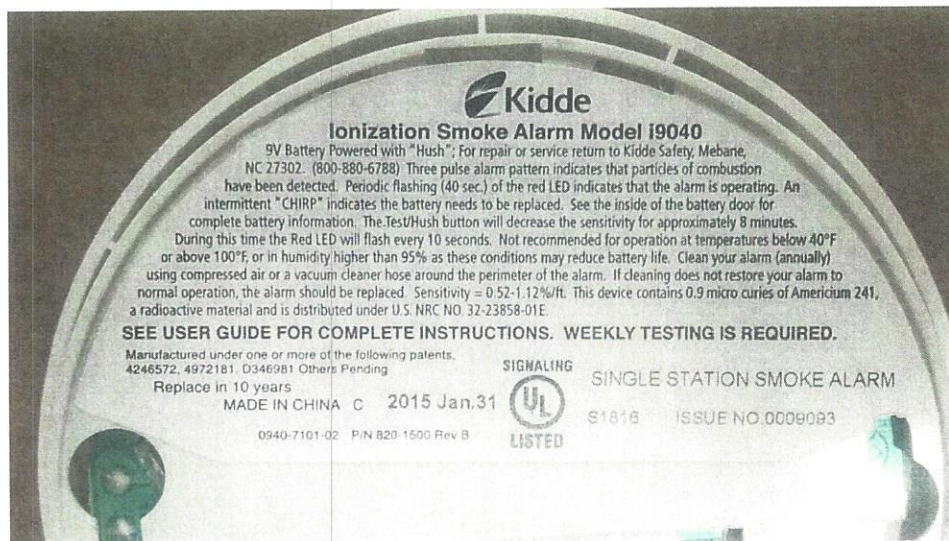 Kidde
Ionization Smoke Alarm Model i9040
9V Battery Powered with "Hush"; For repair or service return to Kidde Safety, Mebane,
NC 27302. (800-880-6788) Three pulse alarm pattern indicates that particles of combustion
have been detected. Periodic flashing (40 sec.) of the red LED indicates that the alarm is operating. An
intermittent "CHIRP" indicates the battery needs to be replaced. See the inside of the battery door for
complete battery information. The Test/Hush button will decrease the sensitivity for approximately 8 minutes.
During this time the Red LED will flash every 10 seconds. Not recommended for operation at temperatures below 40°F
or above 100°F, or in humidity higher than 95% as these conditions may reduce battery life. Clean your alarm (annually)
using compressed air or a vacuum cleaner hose around the perimeter of the alarm. If cleaning does not restore your alarm to
normal operation, the alarm should be replaced. Sensitivity = 0.52-1.12%/ft. This device contains 0.9 micro curies of Americium 241,
a radioactive material and is distributed under U.S. NRC NO. 32-23858-01E.
SEE USER GUIDE FOR COMPLETE INSTRUCTIONS. WEEKLY TESTING IS REQUIRED.
Manufactured under one or more of the following patents,
4246572, 4972181, D346981 Others Pending
Replace in 10 years
MADE IN CHINA C 2015 Jan.31
0940-7101-02 P/N 820-1500 Rev B
SIGNALING
UL
LISTED
SINGLE STATION SMOKE ALARM
S1816 ISSUE NO.0009093